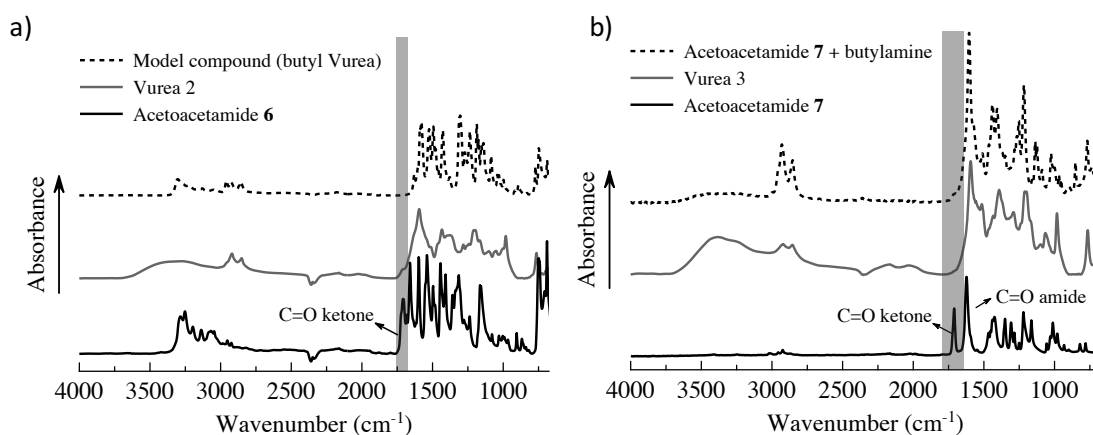 a)
Model compound (butyl Vurea)
Vurea 2
Acetoacetamide 6
Absorbance
C=O ketone
4000 3500 3000 2500 2000 1500 1000
Wavenumber (cm-1)
b)
Acetoacetamide 7 + butylamine
Vurea 3
Acetoacetamide 7
Absorbance
C=O ketone
C=O amide
4000 3500 3000 2500 2000 1500 1000
Wavenumber (cm-1)